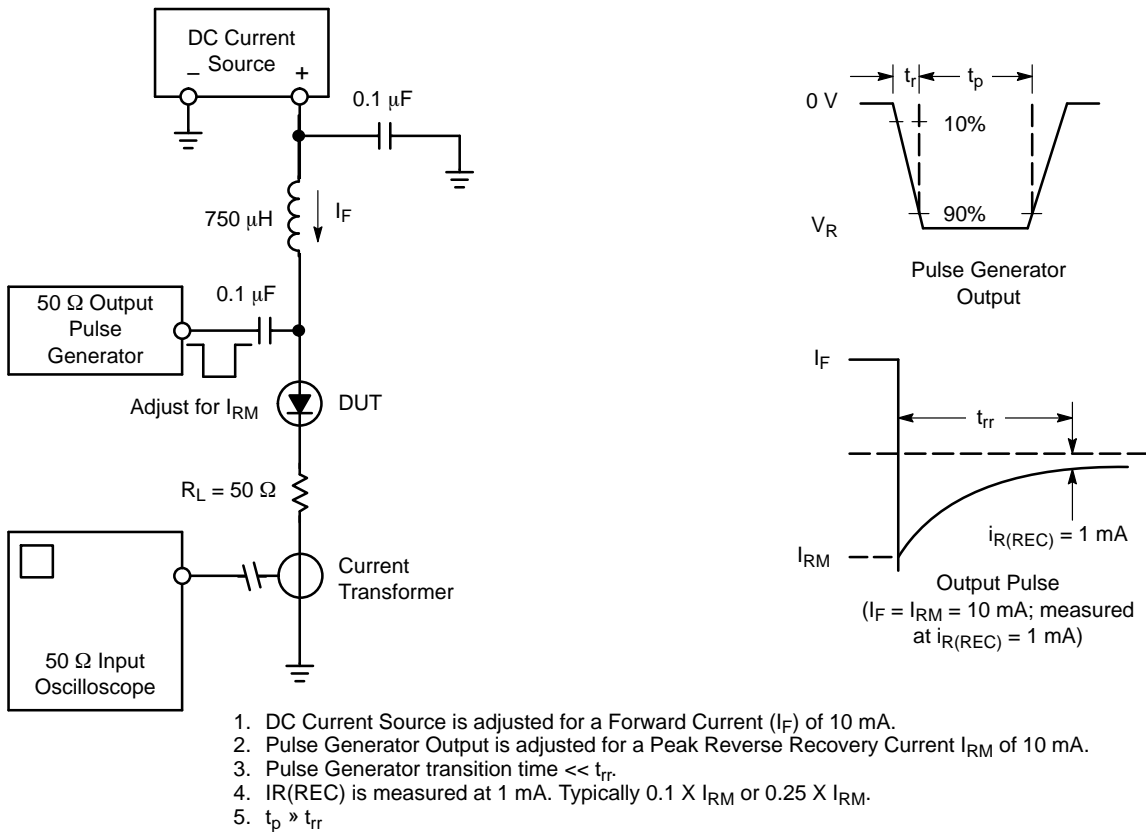 DC Current
Source
– +
0.1 μF
750 μH
I_F
50 Ω Output
Pulse
Generator
0.1 μF
Adjust for I_RM
DUT
R_L = 50 Ω
50 Ω Input
Oscilloscope
Current
Transformer
t_r
t_p
0 V
10%
90%
V_R
Pulse Generator
Output
I_F
t_rr
i_R(REC) = 1 mA
I_RM
Output Pulse
(I_F = I_RM = 10 mA; measured
at i_R(REC) = 1 mA)
1. DC Current Source is adjusted for a Forward Current (I_F) of 10 mA.
2. Pulse Generator Output is adjusted for a Peak Reverse Recovery Current I_RM of 10 mA.
3. Pulse Generator transition time << t_rr.
4. IR(REC) is measured at 1 mA. Typically 0.1 X I_RM or 0.25 X I_RM.
5. t_p » t_rr